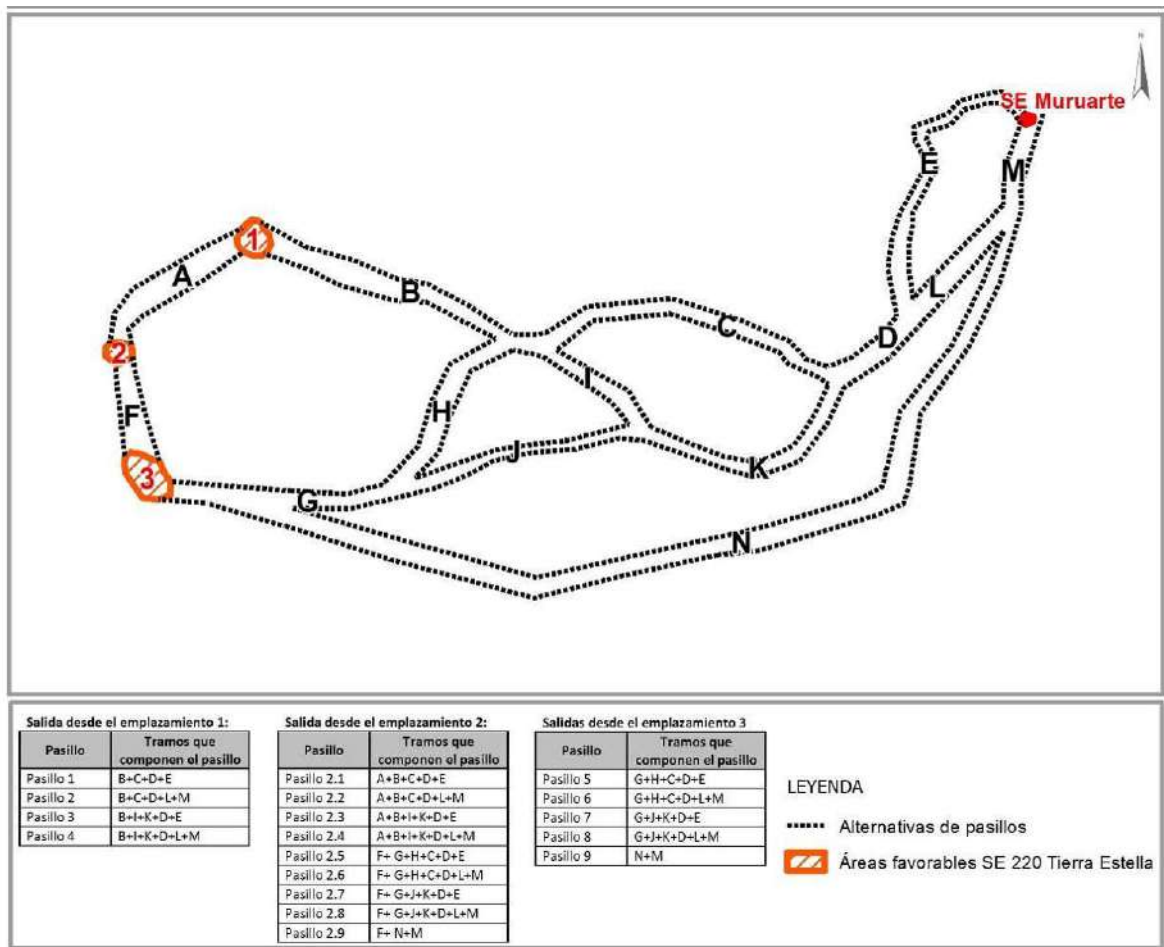 N
SE Muruarte
E
M
1
A
B
L
C
D
2
I
F
H
J
K
3
G
N
Salida desde el emplazamiento 1:
Pasillo Tramos que componen el pasillo
Pasillo 1 B+C+D+E
Pasillo 2 B+C+D+L+M
Pasillo 3 B+I+K+D+E
Pasillo 4 B+I+K+D+L+M
Salida desde el emplazamiento 2:
Pasillo Tramos que componen el pasillo
Pasillo 2.1 A+B+C+D+E
Pasillo 2.2 A+B+C+D+L+M
Pasillo 2.3 A+B+I+K+D+E
Pasillo 2.4 A+B+I+K+D+L+M
Pasillo 2.5 F+ G+H+C+D+E
Pasillo 2.6 F+ G+H+C+D+L+M
Pasillo 2.7 F+ G+J+K+D+E
Pasillo 2.8 F+ G+J+K+D+L+M
Pasillo 2.9 F+ N+M
Salidas desde el emplazamiento 3
Pasillo Tramos que componen el pasillo
Pasillo 5 G+H+C+D+E
Pasillo 6 G+H+C+D+L+M
Pasillo 7 G+J+K+D+E
Pasillo 8 G+J+K+D+L+M
Pasillo 9 N+M
LEYENDA
Alternativas de pasillos
Áreas favorables SE 220 Tierra Estella